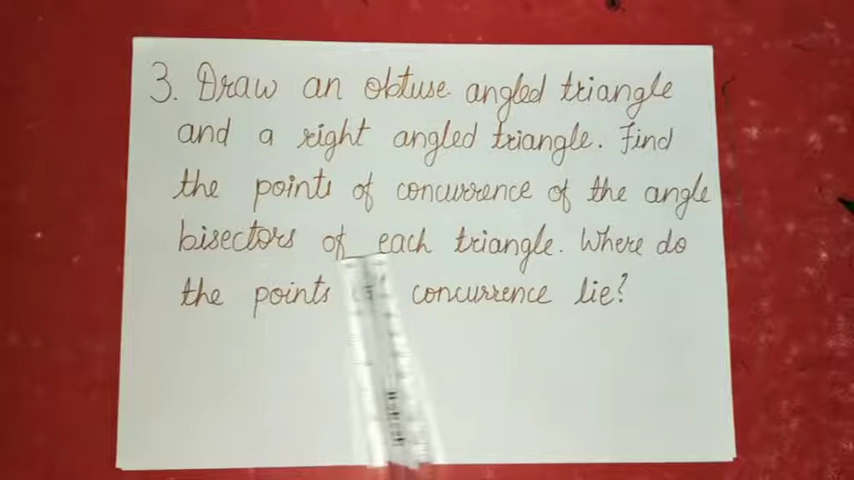 3. Draw an obtuse angled triangle
and a right angled triangle. Find
the points of concurrence of the angle
bisectors of each triangle. Where do
the points concurrence lie?